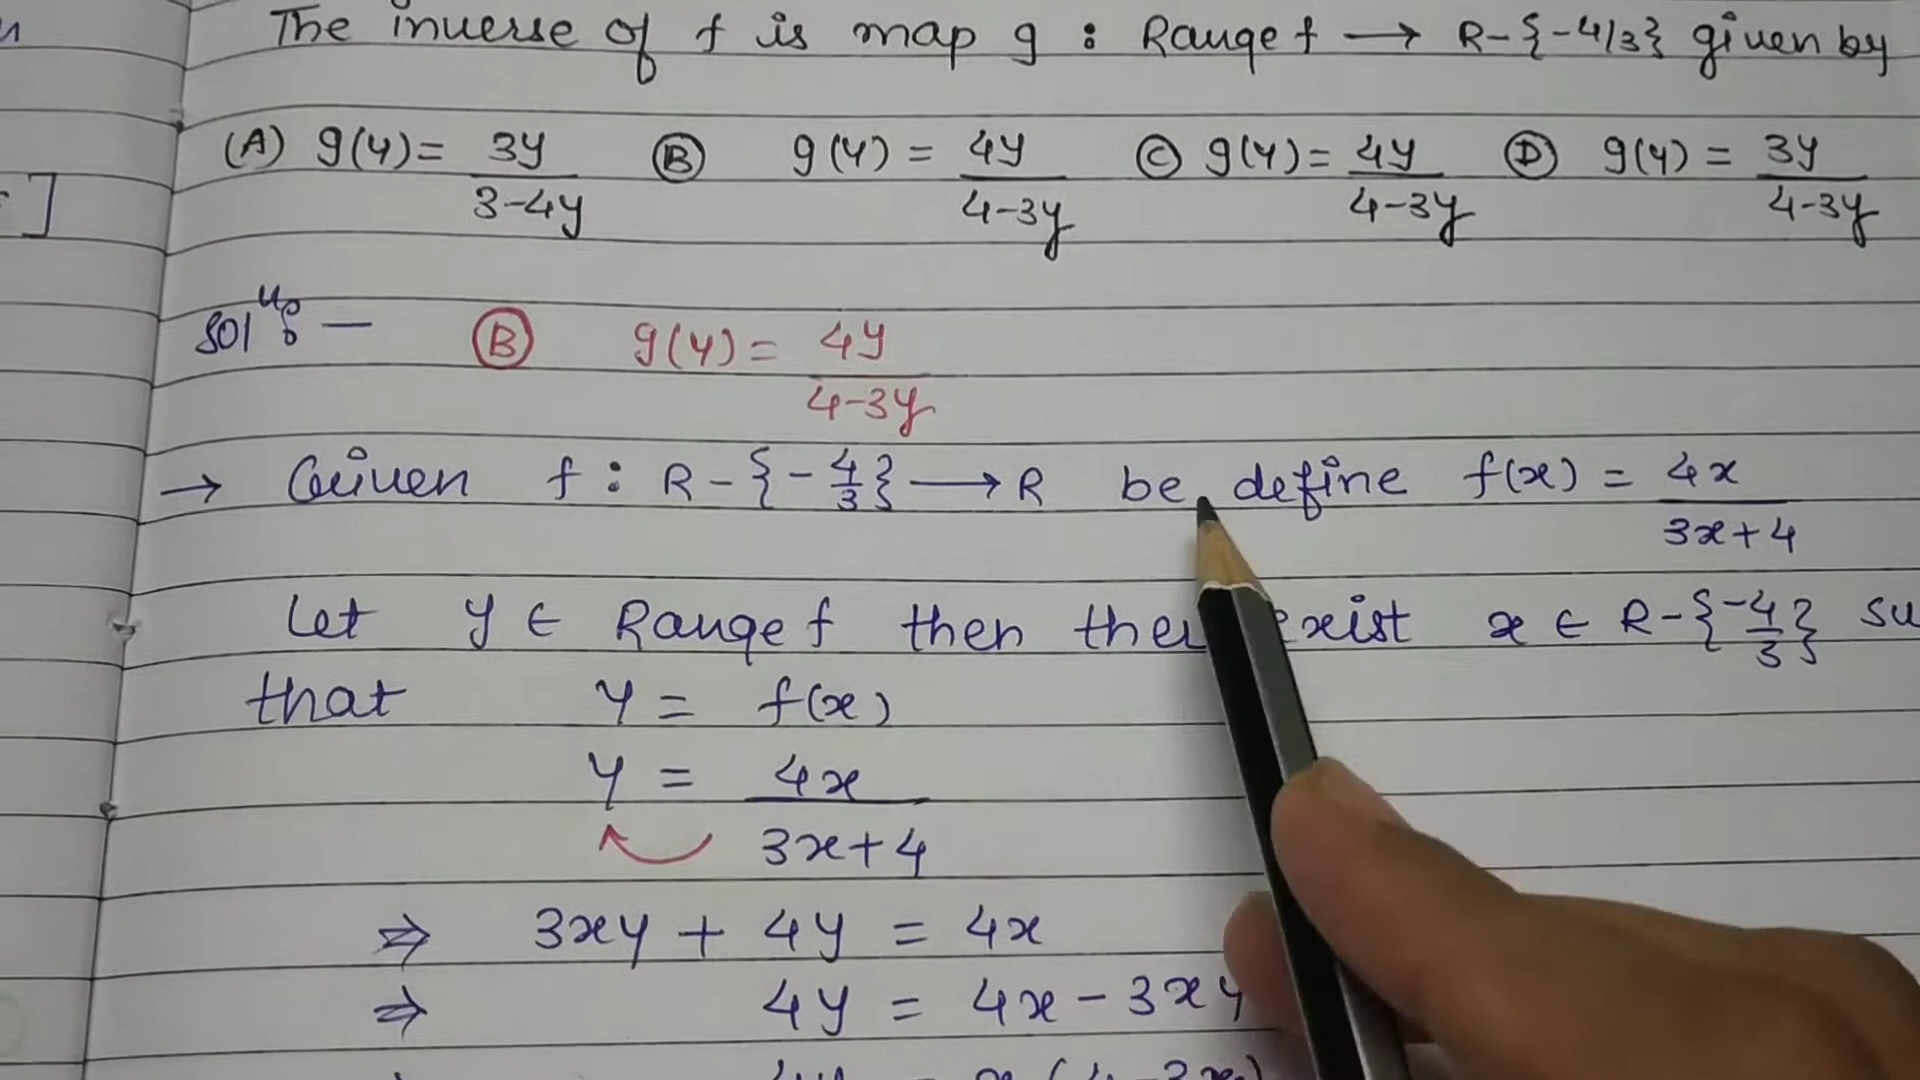 The inverse of f is map g : Range f → R-{-4/3} given by
(A) g(y) = 3y/(3-4y) (B) g(y) = 4y/(4-3y) (C) g(y) = 4y/(4-3y) (D) g(y) = 3y/(4-3y)
Solⁿ: — (B) g(y) = 4y/(4-3y)
→ Given f : R-{-4/3} → R be define f(x) = 4x/(3x+4)
Let y ∈ Range f then exist x ∈ R-{-4/3} su
that y = f(x)
y = 4x/(3x+4)
⇒ 3xy + 4y = 4x
⇒ 4y = 4x - 3xy